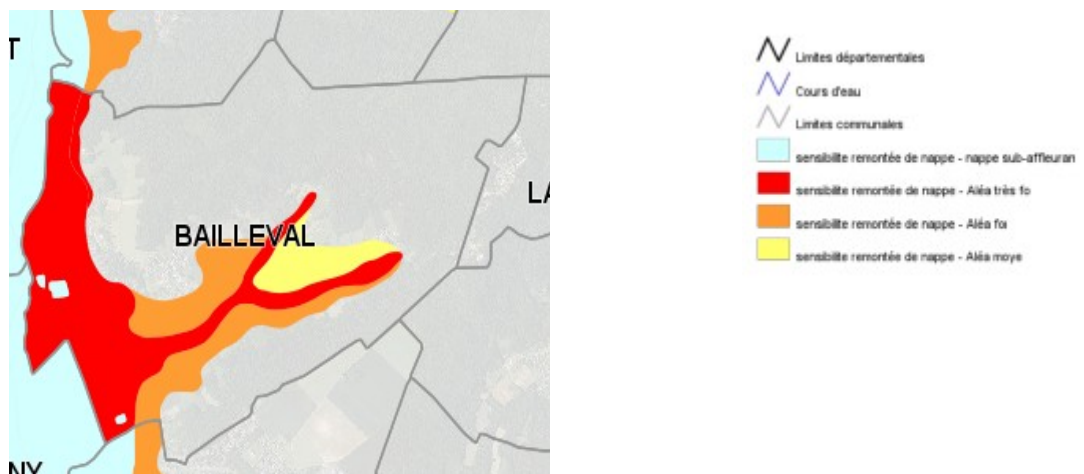 T
BAILLEVAL
LA
NY
Limites départementales
Cours d'eau
Limites communales
sensibilite remontée de nappe - nappe sub-affleuran
sensibilite remontée de nappe - Aléa très fo
sensibilite remontée de nappe - Aléa foi
sensibilite remontée de nappe - Aléa moye